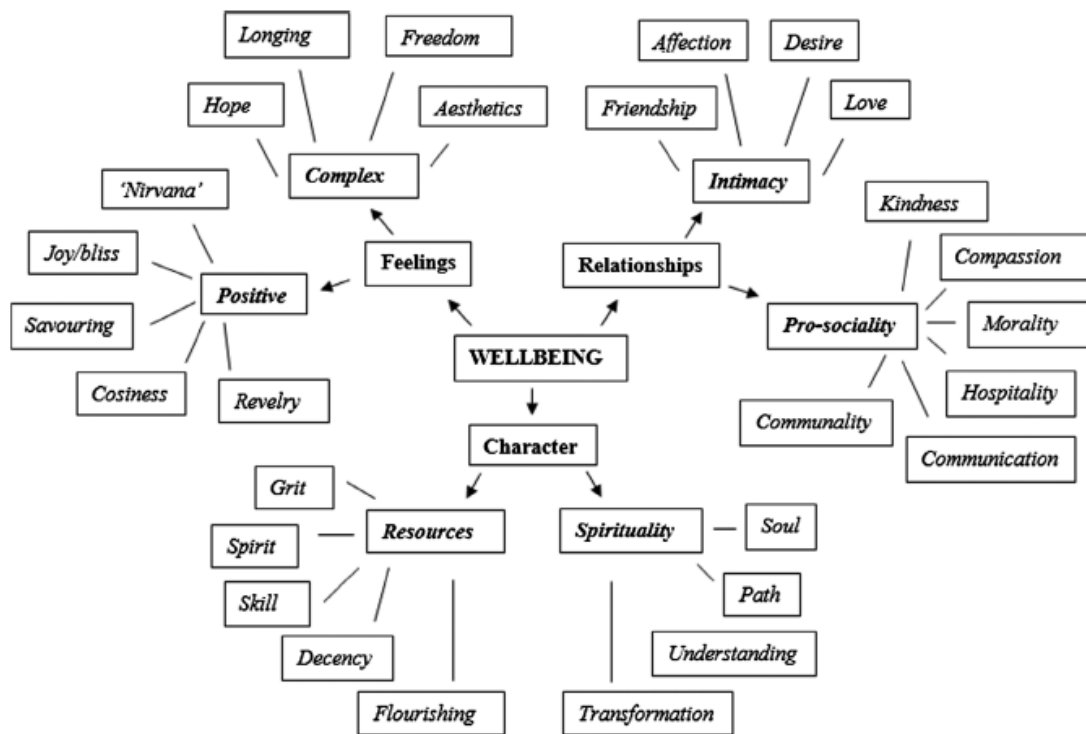 Longing
Freedom
Affection
Desire
Hope
Aesthetics
Friendship
Love
Complex
Intimacy
‘Nirvana’
Kindness
Joy/bliss
Feelings
Relationships
Compassion
Positive
Savouring
Pro-sociality
Morality
WELLBEING
Cosiness
Revelry
Hospitality
Communality
Character
Communication
Grit
Resources
Spirituality
Soul
Spirit
Skill
Path
Decency
Understanding
Flourishing
Transformation